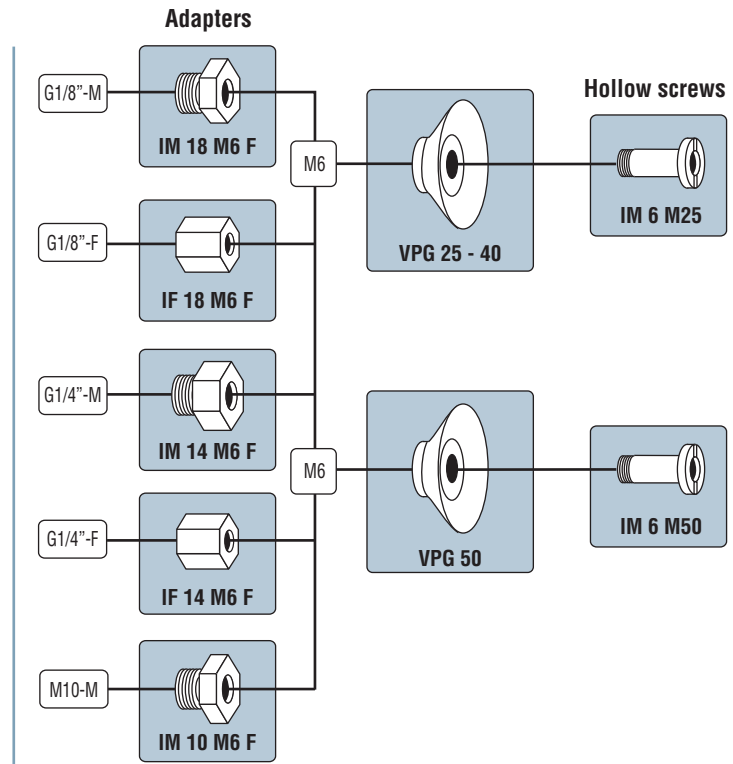 Adapters
G1/8”-M
IM 18 M6 F
M6
VPG 25 - 40
Hollow screws
IM 6 M25
G1/8”-F
IF 18 M6 F
G1/4”-M
IM 14 M6 F
M6
VPG 50
IM 6 M50
G1/4”-F
IF 14 M6 F
M10-M
IM 10 M6 F